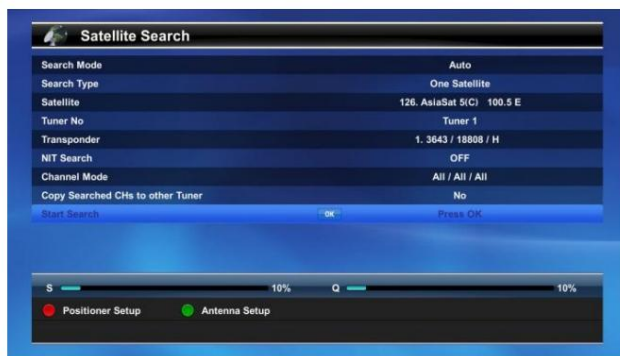 Satellite Search
Search Mode Auto
Search Type One Satellite
Satellite 126. AsiaSat 5(C) 100.5 E
Tuner No Tuner 1
Transponder 1. 3643 / 18808 / H
NIT Search OFF
Channel Mode All / All / All
Copy Searched CHs to other Tuner No
Start Search OK Press OK
S 10% Q 10%
Positioner Setup Antenna Setup